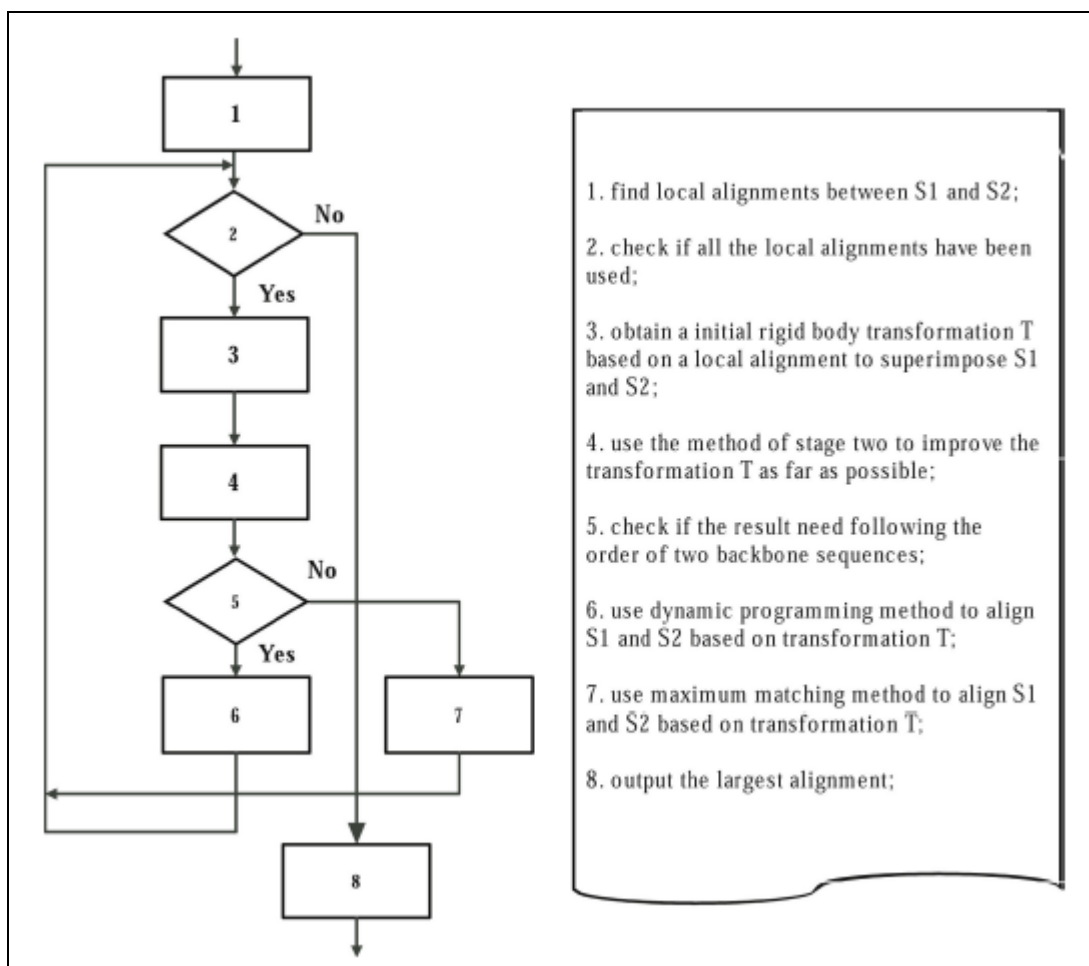 1
2
No
Yes
3
4
5
No
Yes
6
7
8
1. find local alignments between S1 and S2;
2. check if all the local alignments have been
used;
3. obtain a initial rigid body transformation T
based on a local alignment to superimpose S1
and S2;
4. use the method of stage two to improve the
transformation T as far as possible;
5. check if the result need following the
order of two backbone sequences;
6. use dynamic programming method to align
S1 and S2 based on transformation T;
7. use maximum matching method to align S1
and S2 based on transformation T;
8. output the largest alignment;